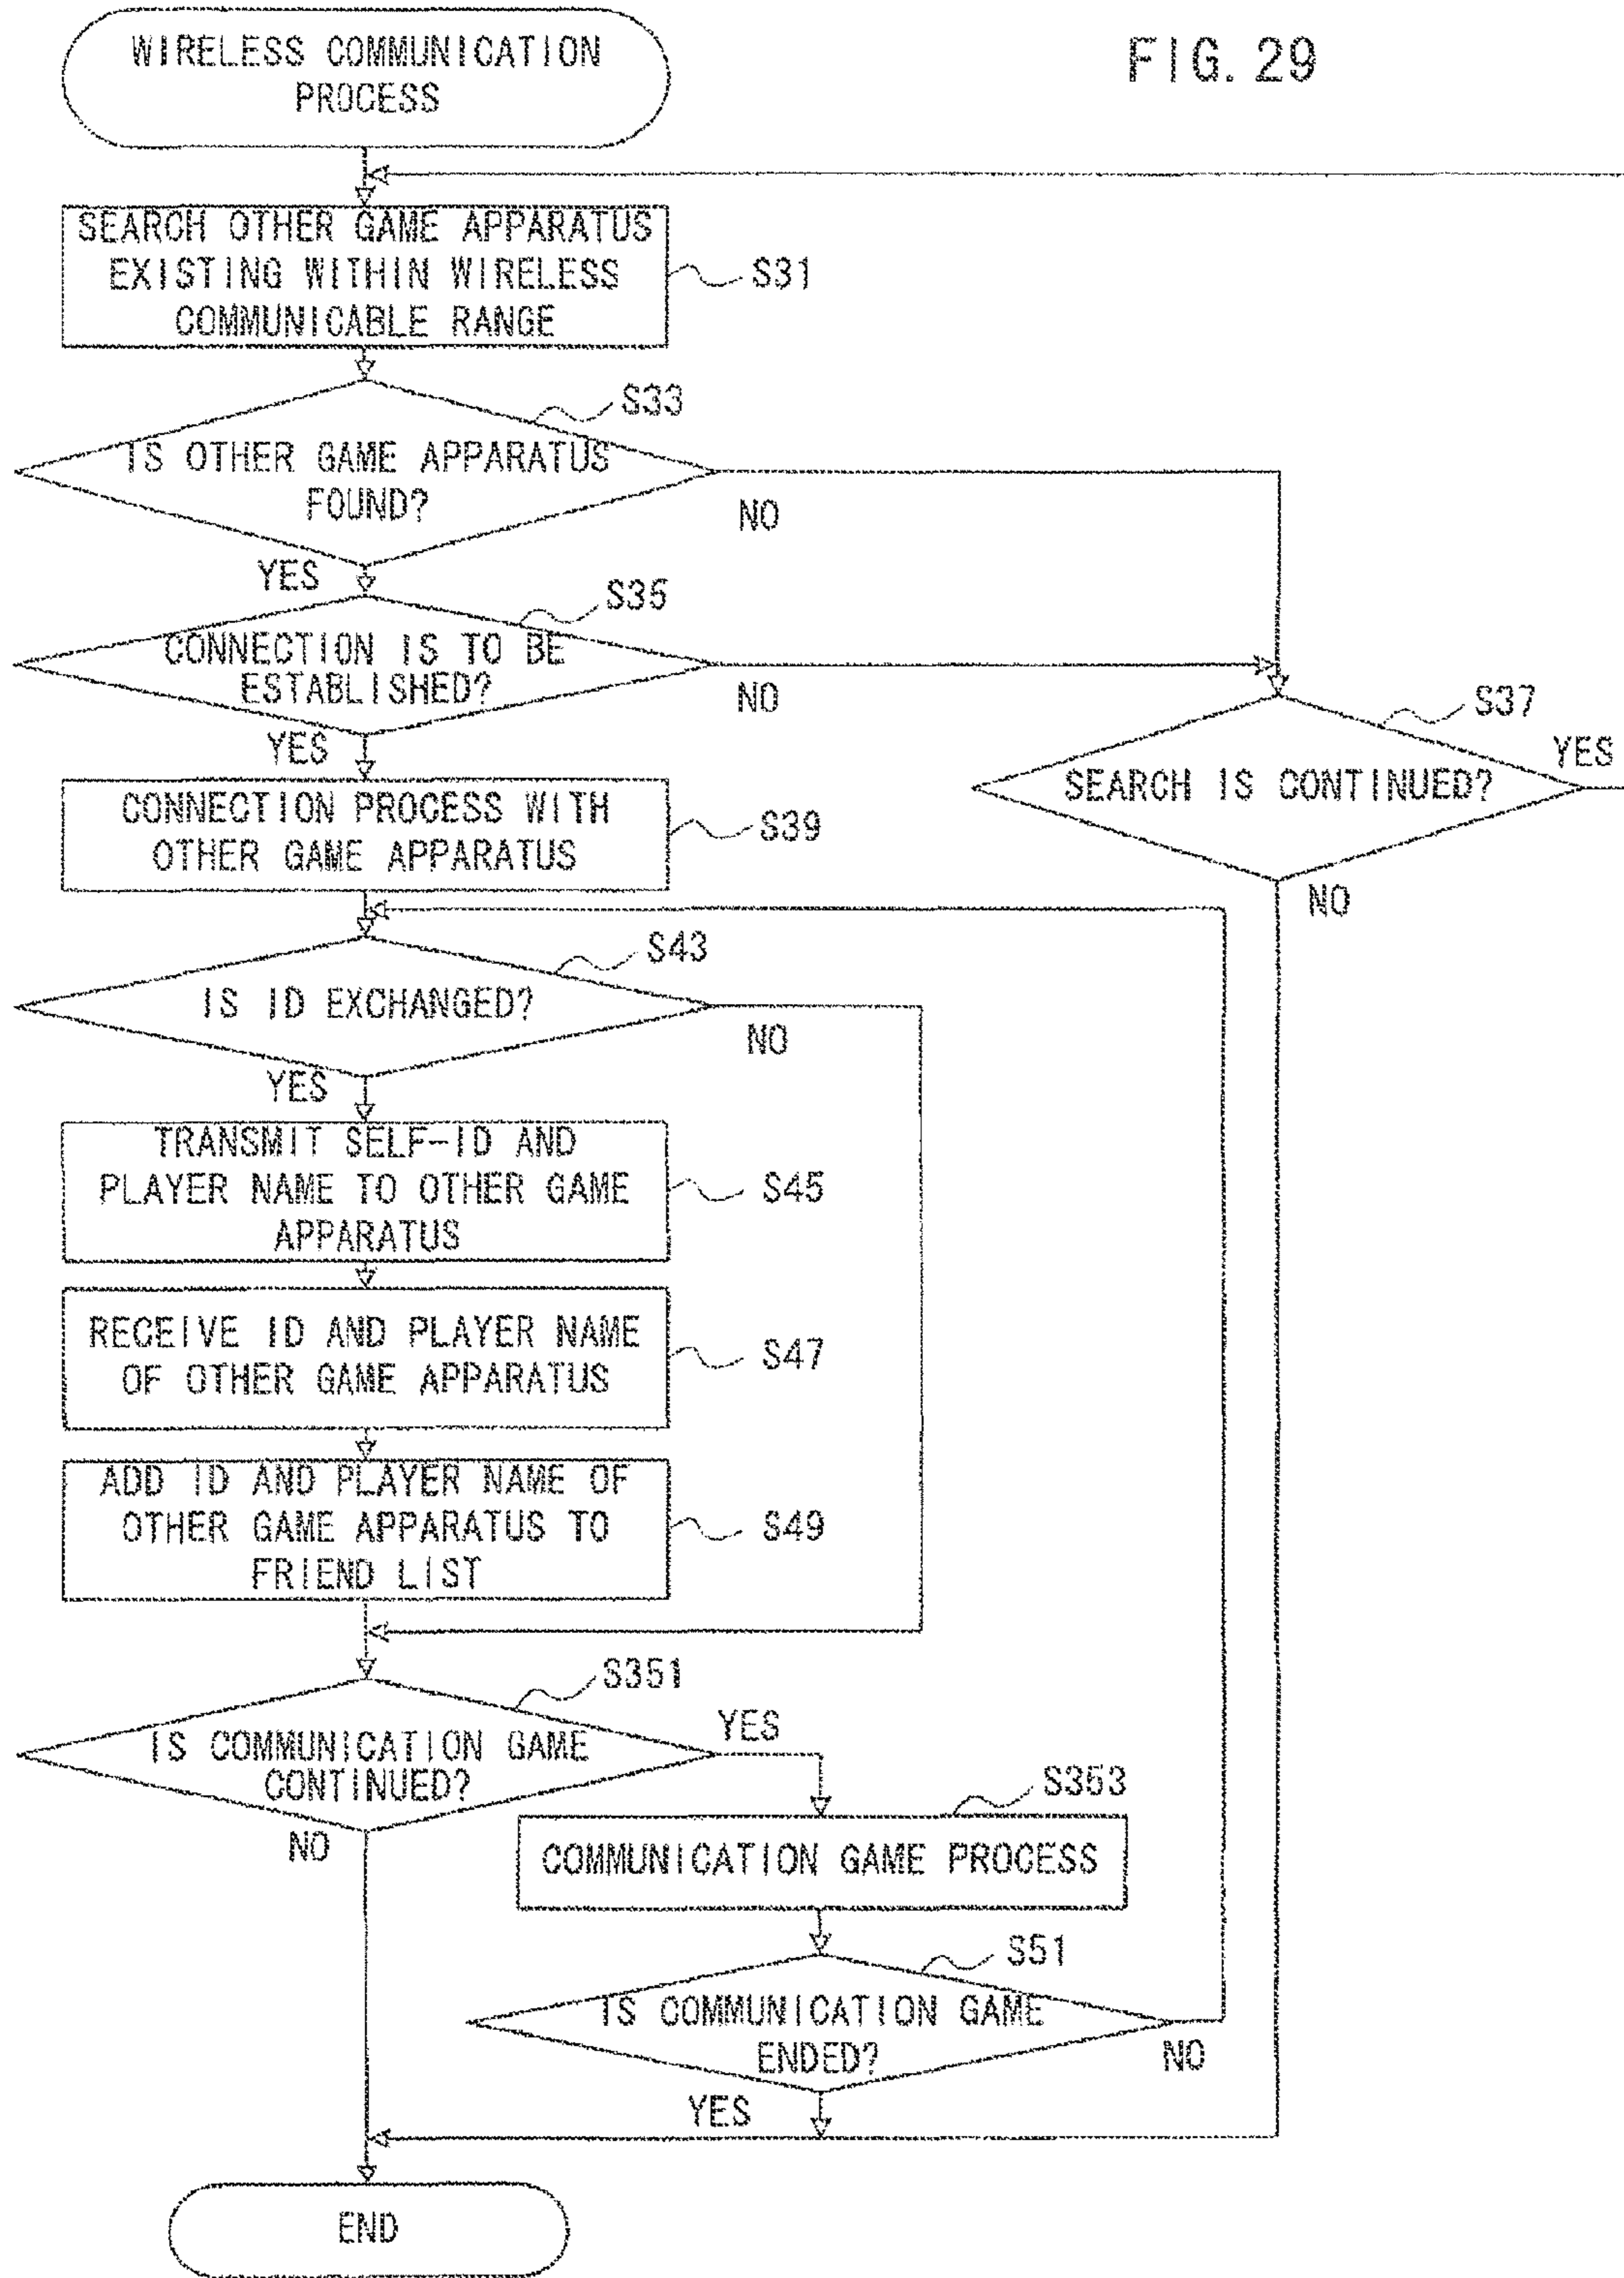 FIG. 29
WIRELESS COMMUNICATION
PROCESS
SEARCH OTHER GAME APPARATUS
EXISTING WITHIN WIRELESS
COMMUNICABLE RANGE
S31
S33
IS OTHER GAME APPARATUS
FOUND?
NO
YES
S35
CONNECTION IS TO BE
ESTABLISHED?
NO
YES
S37
SEARCH IS CONTINUED?
YES
NO
CONNECTION PROCESS WITH
OTHER GAME APPARATUS
S39
S43
IS ID EXCHANGED?
NO
YES
TRANSMIT SELF-ID AND
PLAYER NAME TO OTHER GAME
APPARATUS
S45
RECEIVE ID AND PLAYER NAME
OF OTHER GAME APPARATUS
S47
ADD ID AND PLAYER NAME OF
OTHER GAME APPARATUS TO
FRIEND LIST
S49
S351
IS COMMUNICATION GAME
CONTINUED?
YES
NO
S353
COMMUNICATION GAME PROCESS
S51
IS COMMUNICATION GAME
ENDED?
NO
YES
END